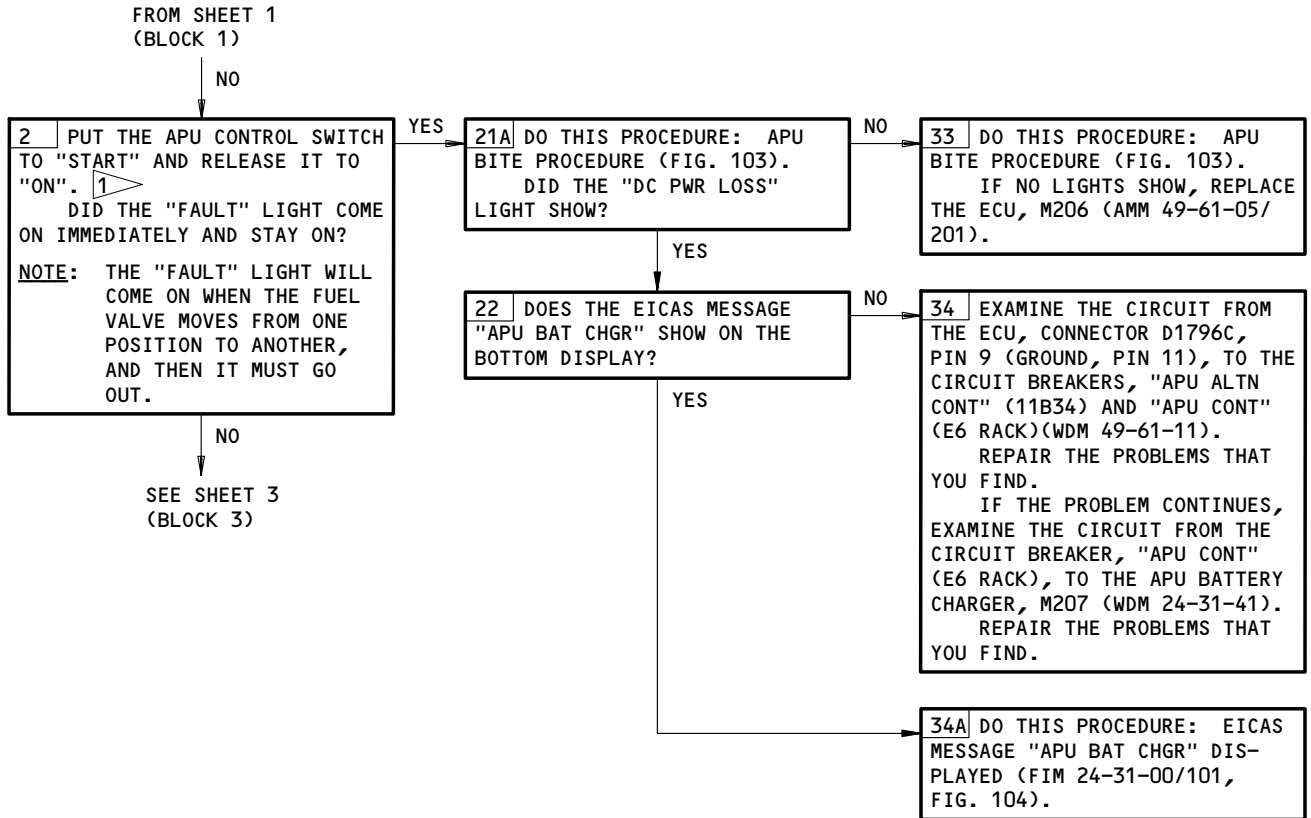 FROM SHEET 1
(BLOCK 1)
NO
2 PUT THE APU CONTROL SWITCH
TO "START" AND RELEASE IT TO
"ON". 1
DID THE "FAULT" LIGHT COME
ON IMMEDIATELY AND STAY ON?
NOTE: THE "FAULT" LIGHT WILL
COME ON WHEN THE FUEL
VALVE MOVES FROM ONE
POSITION TO ANOTHER,
AND THEN IT MUST GO
OUT.
NO
SEE SHEET 3
(BLOCK 3)
YES
21A DO THIS PROCEDURE: APU
BITE PROCEDURE (FIG. 103).
DID THE "DC PWR LOSS"
LIGHT SHOW?
YES
22 DOES THE EICAS MESSAGE
"APU BAT CHGR" SHOW ON THE
BOTTOM DISPLAY?
YES
NO
33 DO THIS PROCEDURE: APU
BITE PROCEDURE (FIG. 103).
IF NO LIGHTS SHOW, REPLACE
THE ECU, M206 (AMM 49-61-05/
201).
NO
34 EXAMINE THE CIRCUIT FROM
THE ECU, CONNECTOR D1796C,
PIN 9 (GROUND, PIN 11), TO THE
CIRCUIT BREAKERS, "APU ALTN
CONT" (11B34) AND "APU CONT"
(E6 RACK)(WDM 49-61-11).
REPAIR THE PROBLEMS THAT
YOU FIND.
IF THE PROBLEM CONTINUES,
EXAMINE THE CIRCUIT FROM THE
CIRCUIT BREAKER, "APU CONT"
(E6 RACK), TO THE APU BATTERY
CHARGER, M207 (WDM 24-31-41).
REPAIR THE PROBLEMS THAT
YOU FIND.
34A DO THIS PROCEDURE: EICAS
MESSAGE "APU BAT CHGR" DIS-
PLAYED (FIM 24-31-00/101,
FIG. 104).